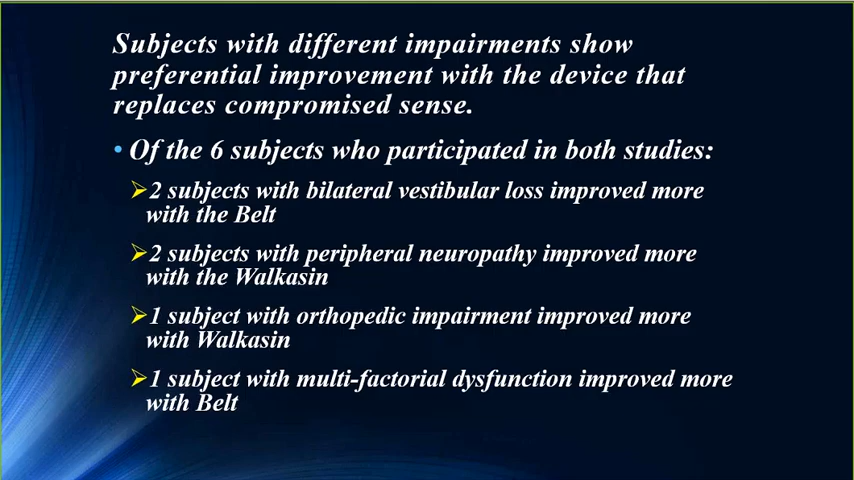 Subjects with different impairments show
preferential improvement with the device that
replaces compromised sense.
• Of the 6 subjects who participated in both studies:
➢2 subjects with bilateral vestibular loss improved more
with the Belt
➢2 subjects with peripheral neuropathy improved more
with the Walkasin
➢1 subject with orthopedic impairment improved more
with Walkasin
➢1 subject with multi-factorial dysfunction improved more
with Belt